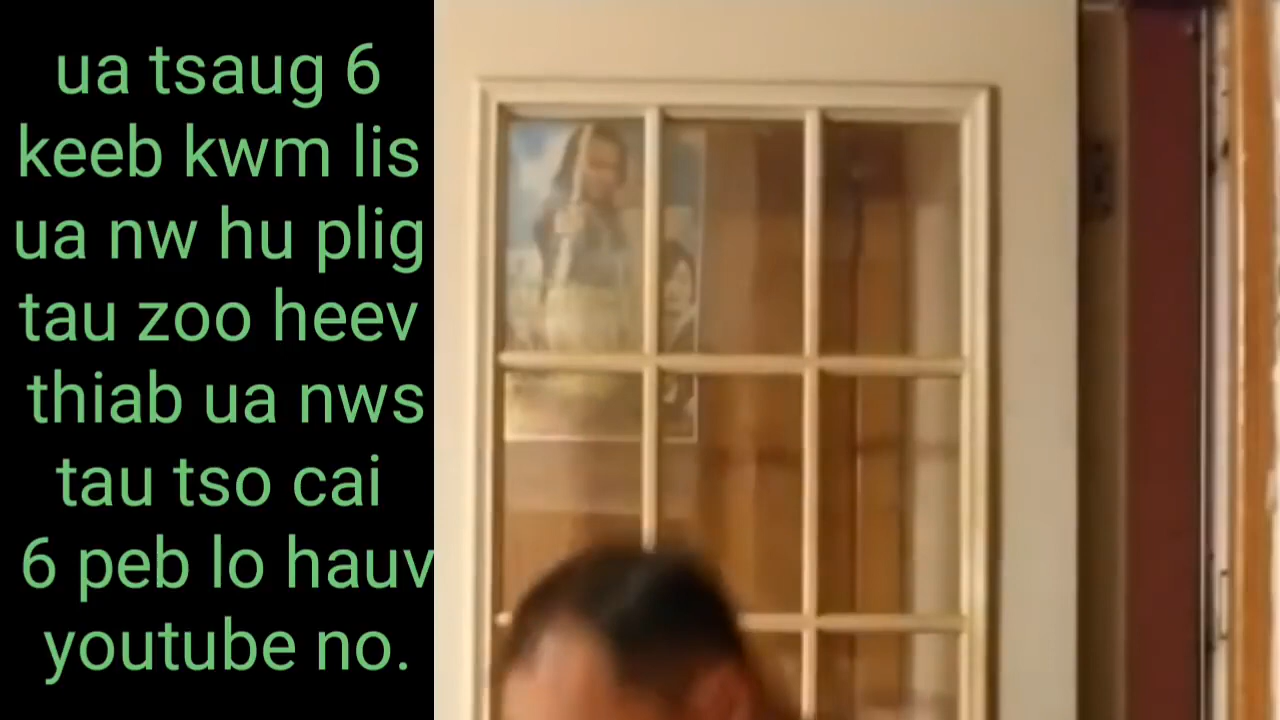 ua tsaug 6
keeb kwm lis
ua nw hu plig
tau zoo heev
thiab ua nws
tau tso cai
6 peb lo hauv
youtube no.